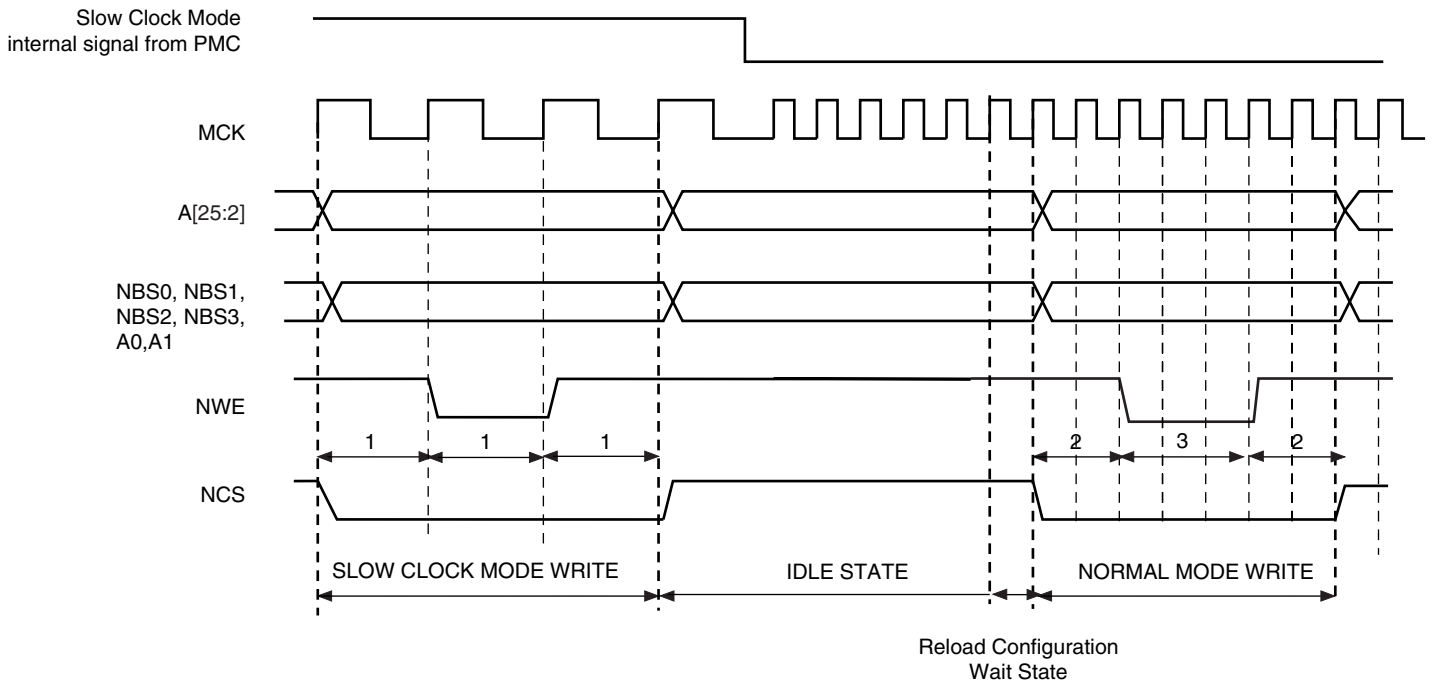 Slow Clock Mode
internal signal from PMC
MCK
A[25:2]
NBS0, NBS1,
NBS2, NBS3,
A0,A1
NWE
1 1 1 2 3 2
NCS
SLOW CLOCK MODE WRITE IDLE STATE NORMAL MODE WRITE
Reload Configuration
Wait State